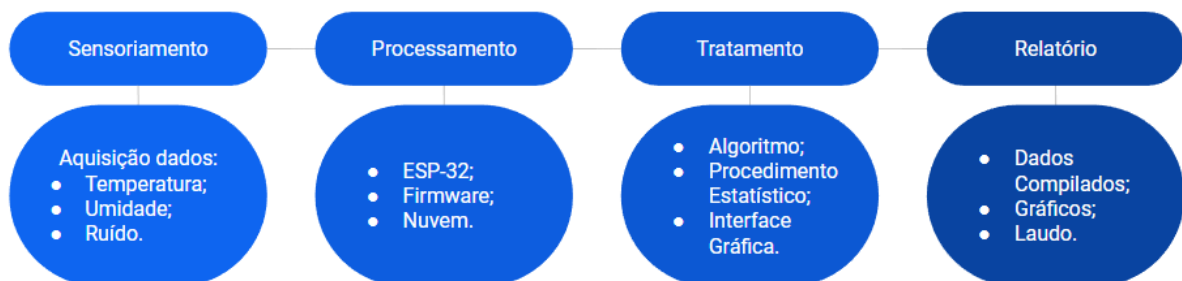 Sensoriamento
Processamento
Tratamento
Relatório
Aquisição dados:
● Temperatura;
● Umidade;
● Ruído.
● ESP-32;
● Firmware;
● Nuvem.
● Algoritmo;
● Procedimento
Estatístico;
● Interface
Gráfica.
● Dados
Compilados;
● Gráficos;
● Laudo.